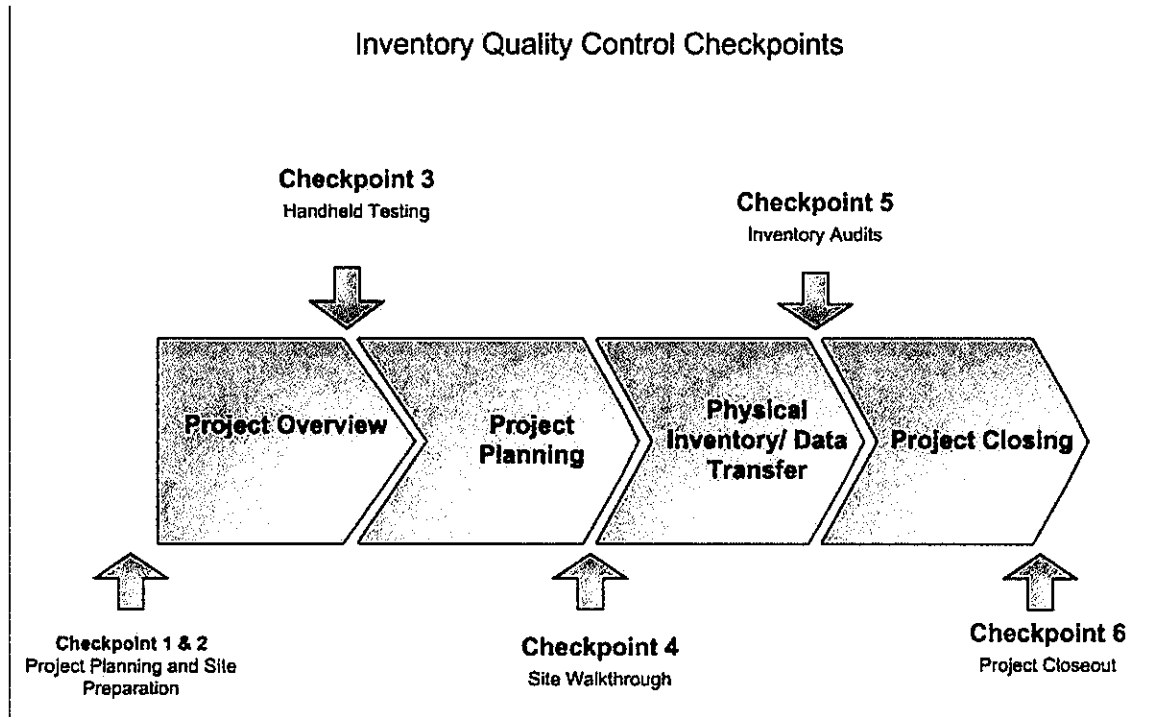 Inventory Quality Control Checkpoints
Checkpoint 3
Handheld Testing
Checkpoint 5
Inventory Audits
Project Overview
Project
Planning
Physical
Inventory/ Data
Transfer
Project Closing
Checkpoint 1 & 2
Project Planning and Site
Preparation
Checkpoint 4
Site Walkthrough
Checkpoint 6
Project Closeout